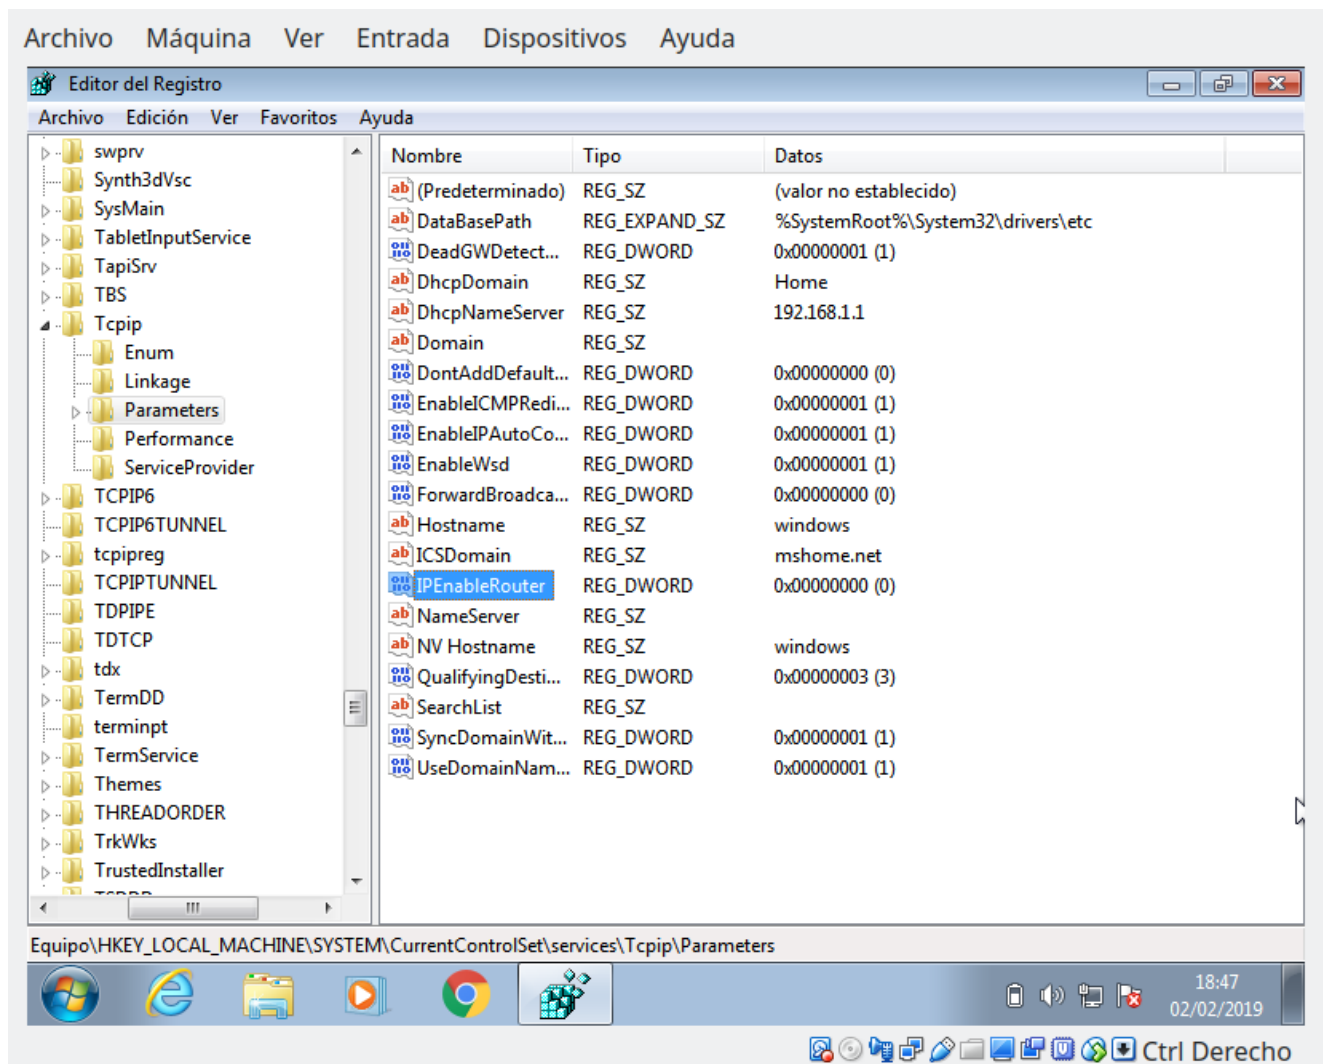 Archivo Máquina Ver Entrada Dispositivos Ayuda
Editor del Registro
Archivo Edición Ver Favoritos Ayuda
swprv
Synth3dVsc
SysMain
TabletInputService
TapiSrv
TBS
Tcpip
Enum
Linkage
Parameters
Performance
ServiceProvider
TCPIP6
TCPIP6TUNNEL
tcpipreg
TCPIPTUNNEL
TDPIPE
TDTCP
tdx
TermDD
terminpt
TermService
Themes
THREADORDER
TrkWks
TrustedInstaller
Nombre Tipo Datos
(Predeterminado) REG_SZ (valor no establecido)
DataBasePath REG_EXPAND_SZ %SystemRoot%\System32\drivers\etc
DeadGWDetect... REG_DWORD 0x00000001 (1)
DhcpDomain REG_SZ Home
DhcpNameServer REG_SZ 192.168.1.1
Domain REG_SZ
DontAddDefault... REG_DWORD 0x00000000 (0)
EnableICMPRedi... REG_DWORD 0x00000001 (1)
EnableIPAutoCo... REG_DWORD 0x00000001 (1)
EnableWsd REG_DWORD 0x00000001 (1)
ForwardBroadca... REG_DWORD 0x00000000 (0)
Hostname REG_SZ windows
ICSDomain REG_SZ mshome.net
IPEnableRouter REG_DWORD 0x00000000 (0)
NameServer REG_SZ
NV Hostname REG_SZ windows
QualifyingDesti... REG_DWORD 0x00000003 (3)
SearchList REG_SZ
SyncDomainWit... REG_DWORD 0x00000001 (1)
UseDomainNam... REG_DWORD 0x00000001 (1)
Equipo\HKEY_LOCAL_MACHINE\SYSTEM\CurrentControlSet\services\Tcpip\Parameters
18:47
02/02/2019
Ctrl Derecho